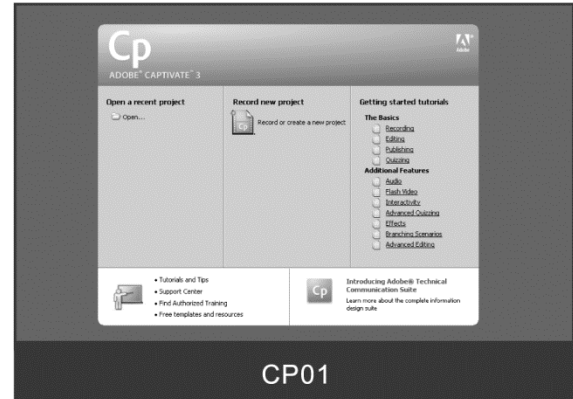 Cp
Adobe
ADOBE® CAPTIVATE™ 3
Open a recent project
Open...
Record new project
Cp
Record or create a new project
Getting started tutorials
The Basics
Recording
Editing
Publishing
Quizzing
Additional Features
Audio
Flash Video
Interactivity
Advanced Quizzing
Effects
Branching Scenarios
Advanced Editing
• Tutorials and Tips
• Support Center
• Find Authorized Training
• Free templates and resources
Cp
Introducing Adobe® Technical
Communication Suite
Learn more about the complete information
design suite.
CP01